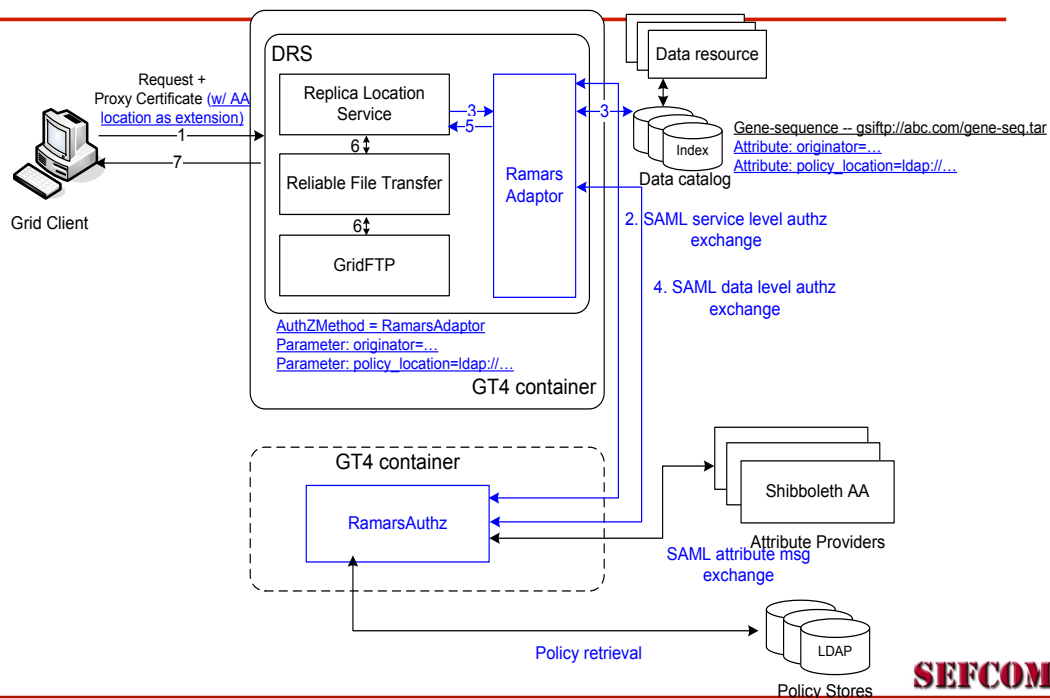 DRS
Data resource
Request +
Proxy Certificate (w/ AA
location as extension)
Replica Location
Service
3
5
3
1
7
6
6
Index
Gene-sequence -- gsiftp://abc.com/gene-seq.tar
Attribute: originator=…
Attribute: policy_location=ldap://…
Data catalog
Ramars
Adaptor
Reliable File Transfer
GridFTP
Grid Client
2. SAML service level authz
exchange
4. SAML data level authz
exchange
AuthZMethod = RamarsAdaptor
Parameter: originator=…
Parameter: policy_location=ldap://…
GT4 container
GT4 container
RamarsAuthz
Shibboleth AA
Attribute Providers
SAML attribute msg
exchange
Policy retrieval
LDAP
Policy Stores
SEFCOM